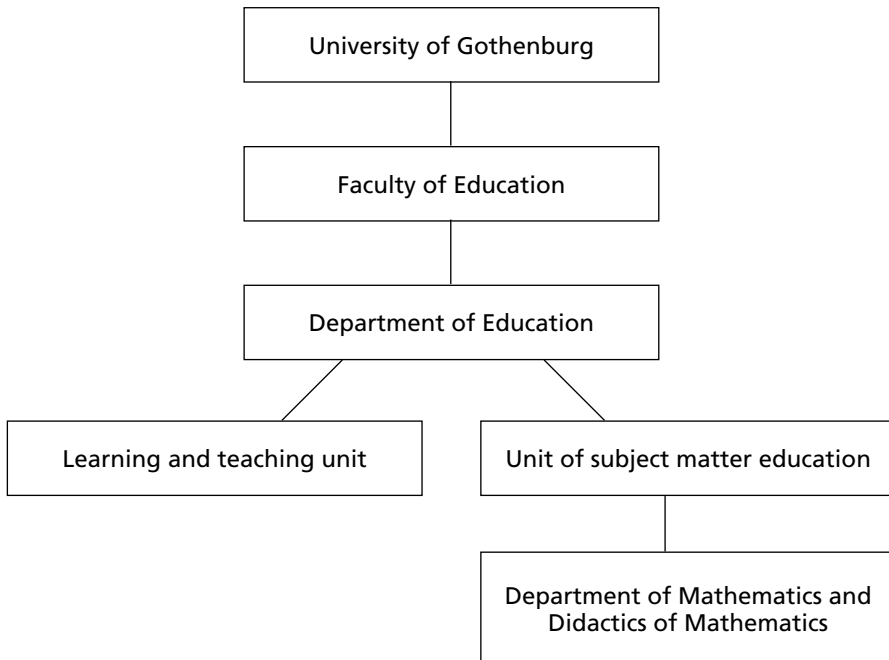 University of Gothenburg
Faculty of Education
Department of Education
Learning and teaching unit
Unit of subject matter education
Department of Mathematics and
Didactics of Mathematics